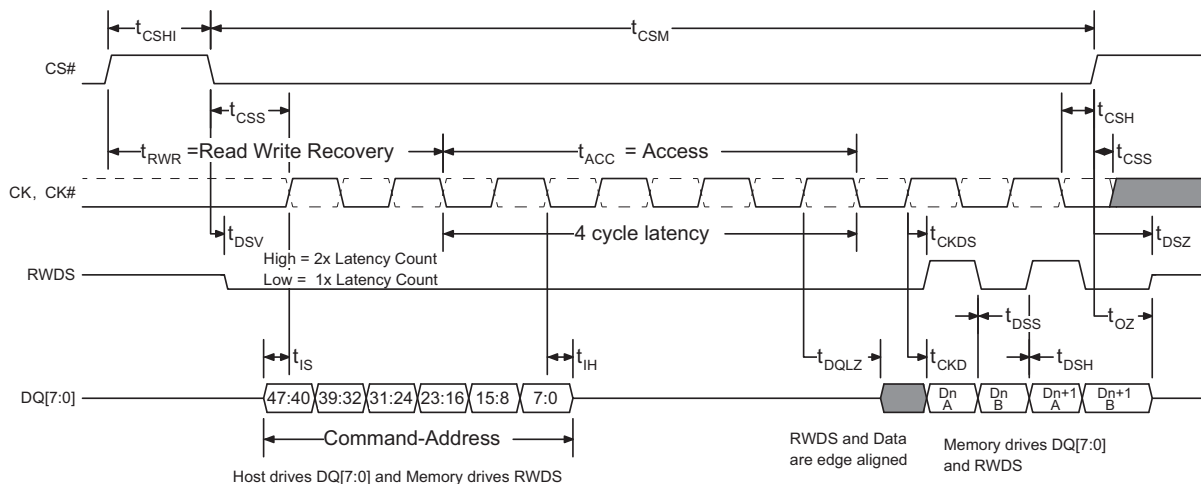 tCSHI
tCSM
CS#
tCSS
tCSH
tRWR =Read Write Recovery
tACC = Access
tCSS
CK, CK#
tDSV
4 cycle latency
tCKDS
tDSZ
High = 2x Latency Count
Low = 1x Latency Count
RWDS
tDSS
tOZ
tIS
tIH
tDQLZ
tCKD
tDSH
DQ[7:0]
47:40 39:32 31:24 23:16 15:8 7:0
Dn A
Dn B
Dn+1 A
Dn+1 B
Command-Address
RWDS and Data
are edge aligned
Memory drives DQ[7:0]
and RWDS
Host drives DQ[7:0] and Memory drives RWDS